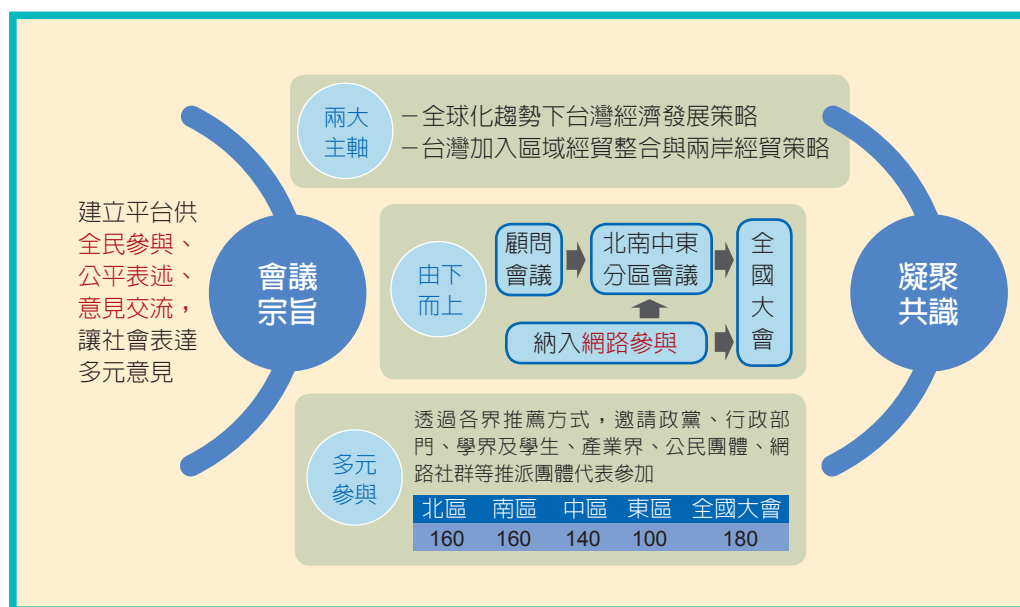 建立平台供
全民參與、
公平表述、
意見交流，
讓社會表達
多元意見
會議
宗旨
兩大
主軸
－全球化趨勢下台灣經濟發展策略
－台灣加入區域經貿整合與兩岸經貿策略
由下
而上
顧問
會議
北南中東
分區會議
全
國
大
會
納入網路參與
多元
參與
透過各界推薦方式，邀請政黨、行政部
門、學界及學生、產業界、公民團體、網
路社群等推派團體代表參加
北區 南區 中區 東區 全國大會
160 160 140 100 180
凝聚
共識